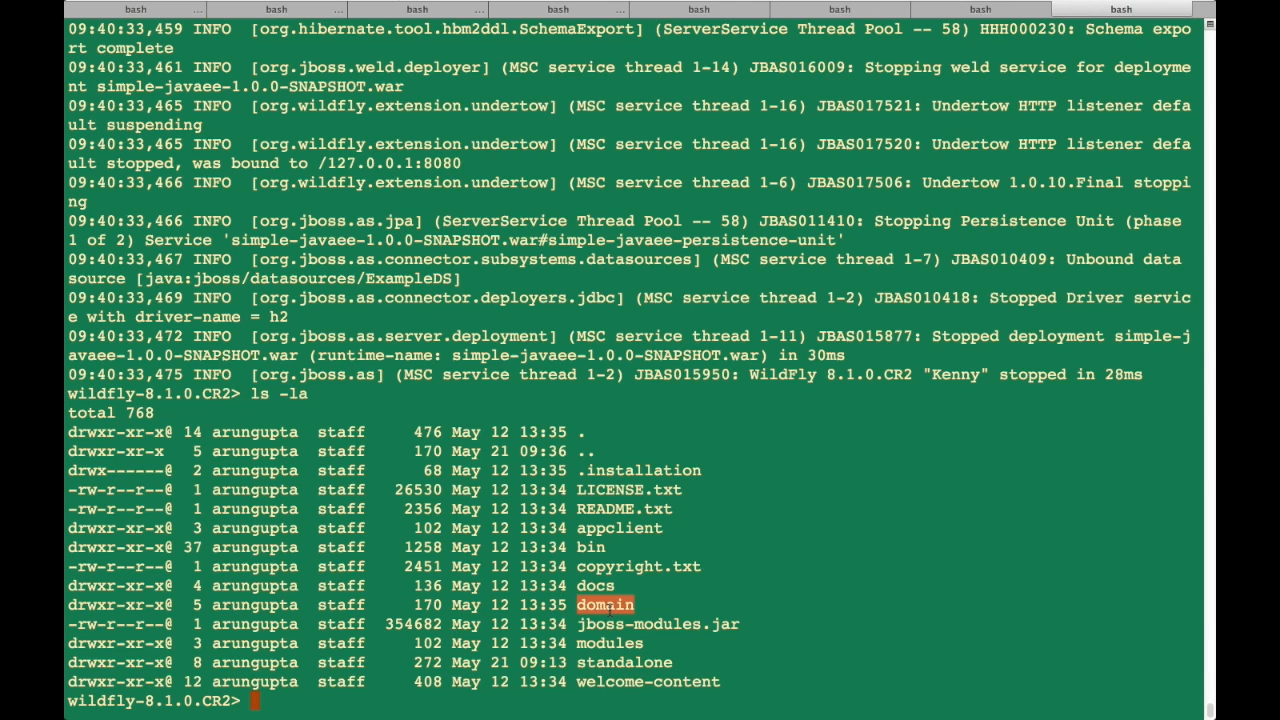 bash bash ... bash ... bash ... bash bash bash bash
09:40:33,459 INFO  [org.hibernate.tool.hbm2ddl.SchemaExport] (ServerService Thread Pool -- 58) HHH000230: Schema expo
rt complete
09:40:33,461 INFO  [org.jboss.weld.deployer] (MSC service thread 1-14) JBAS016009: Stopping weld service for deployme
nt simple-javaee-1.0.0-SNAPSHOT.war
09:40:33,465 INFO  [org.wildfly.extension.undertow] (MSC service thread 1-16) JBAS017521: Undertow HTTP listener defa
ult suspending
09:40:33,465 INFO  [org.wildfly.extension.undertow] (MSC service thread 1-16) JBAS017520: Undertow HTTP listener defa
ult stopped, was bound to /127.0.0.1:8080
09:40:33,466 INFO  [org.wildfly.extension.undertow] (MSC service thread 1-6) JBAS017506: Undertow 1.0.10.Final stoppi
ng
09:40:33,466 INFO  [org.jboss.as.jpa] (ServerService Thread Pool -- 58) JBAS011410: Stopping Persistence Unit (phase
1 of 2) Service 'simple-javaee-1.0.0-SNAPSHOT.war#simple-javaee-persistence-unit'
09:40:33,467 INFO  [org.jboss.as.connector.subsystems.datasources] (MSC service thread 1-7) JBAS010409: Unbound data
source [java:jboss/datasources/ExampleDS]
09:40:33,469 INFO  [org.jboss.as.connector.deployers.jdbc] (MSC service thread 1-2) JBAS010418: Stopped Driver servic
e with driver-name = h2
09:40:33,472 INFO  [org.jboss.as.server.deployment] (MSC service thread 1-11) JBAS015877: Stopped deployment simple-j
avaee-1.0.0-SNAPSHOT.war (runtime-name: simple-javaee-1.0.0-SNAPSHOT.war) in 30ms
09:40:33,475 INFO  [org.jboss.as] (MSC service thread 1-2) JBAS015950: WildFly 8.1.0.CR2 "Kenny" stopped in 28ms
wildfly-8.1.0.CR2> ls -la
total 768
drwxr-xr-x@ 14 arungupta  staff     476 May 12 13:35 .
drwxr-xr-x   5 arungupta  staff     170 May 21 09:36 ..
drwx------@  2 arungupta  staff      68 May 12 13:35 .installation
-rw-r--r--@  1 arungupta  staff   26530 May 12 13:34 LICENSE.txt
-rw-r--r--@  1 arungupta  staff    2356 May 12 13:34 README.txt
drwxr-xr-x@  3 arungupta  staff     102 May 12 13:34 appclient
drwxr-xr-x@ 37 arungupta  staff    1258 May 12 13:34 bin
-rw-r--r--@  1 arungupta  staff    2451 May 12 13:34 copyright.txt
drwxr-xr-x@  4 arungupta  staff     136 May 12 13:34 docs
drwxr-xr-x@  5 arungupta  staff     170 May 12 13:35 domain
-rw-r--r--@  1 arungupta  staff  354682 May 12 13:34 jboss-modules.jar
drwxr-xr-x@  3 arungupta  staff     102 May 12 13:34 modules
drwxr-xr-x@  8 arungupta  staff     272 May 21 09:13 standalone
drwxr-xr-x@ 12 arungupta  staff     408 May 12 13:34 welcome-content
wildfly-8.1.0.CR2>